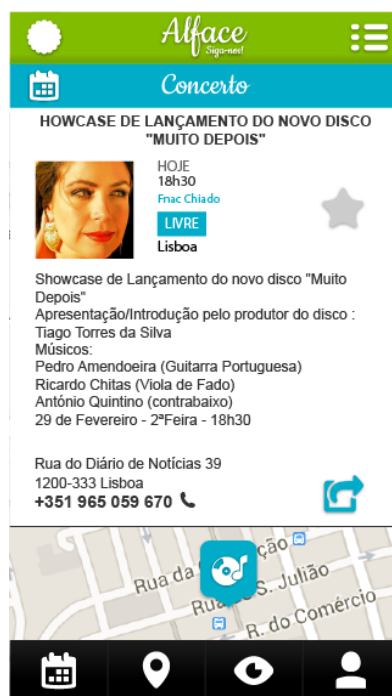 Alface
Siga-nos!
Concerto
HOWCASE DE LANÇAMENTO DO NOVO DISCO
"MUITO DEPOIS"
HOJE
18h30
Fnac Chiado
LIVRE
Lisboa
Showcase de Lançamento do novo disco "Muito
Depois"
Apresentação/Introdução pelo produtor do disco :
Tiago Torres da Silva
Músicos:
Pedro Amendoeira (Guitarra Portuguesa)
Ricardo Chitas (Viola de Fado)
António Quintino (contrabaixo)
29 de Fevereiro - 2ªFeira - 18h30
Rua do Diário de Notícias 39
1200-333 Lisboa
+351 965 059 670
ção
Rua da
Rua S. Julião
R. do Comércio